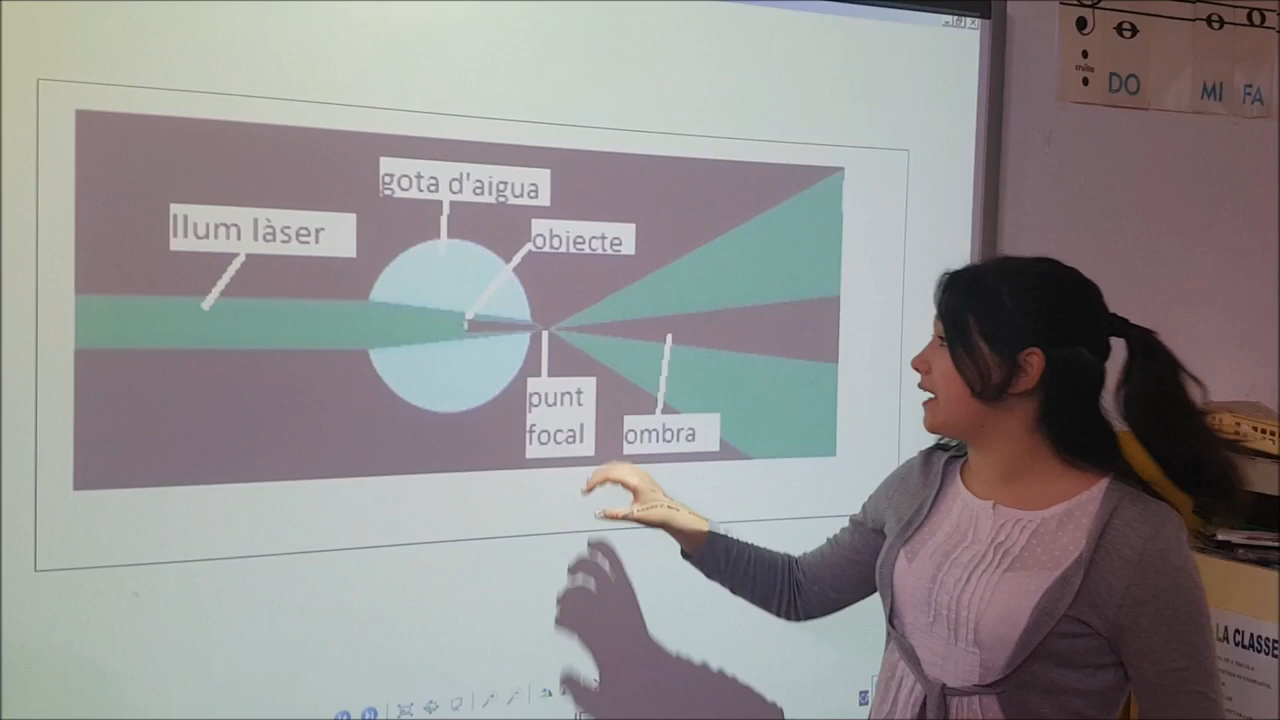 gota d'aigua
llum làser
objecte
punt
focal
ombra
DO MI FA
LA CLASSE